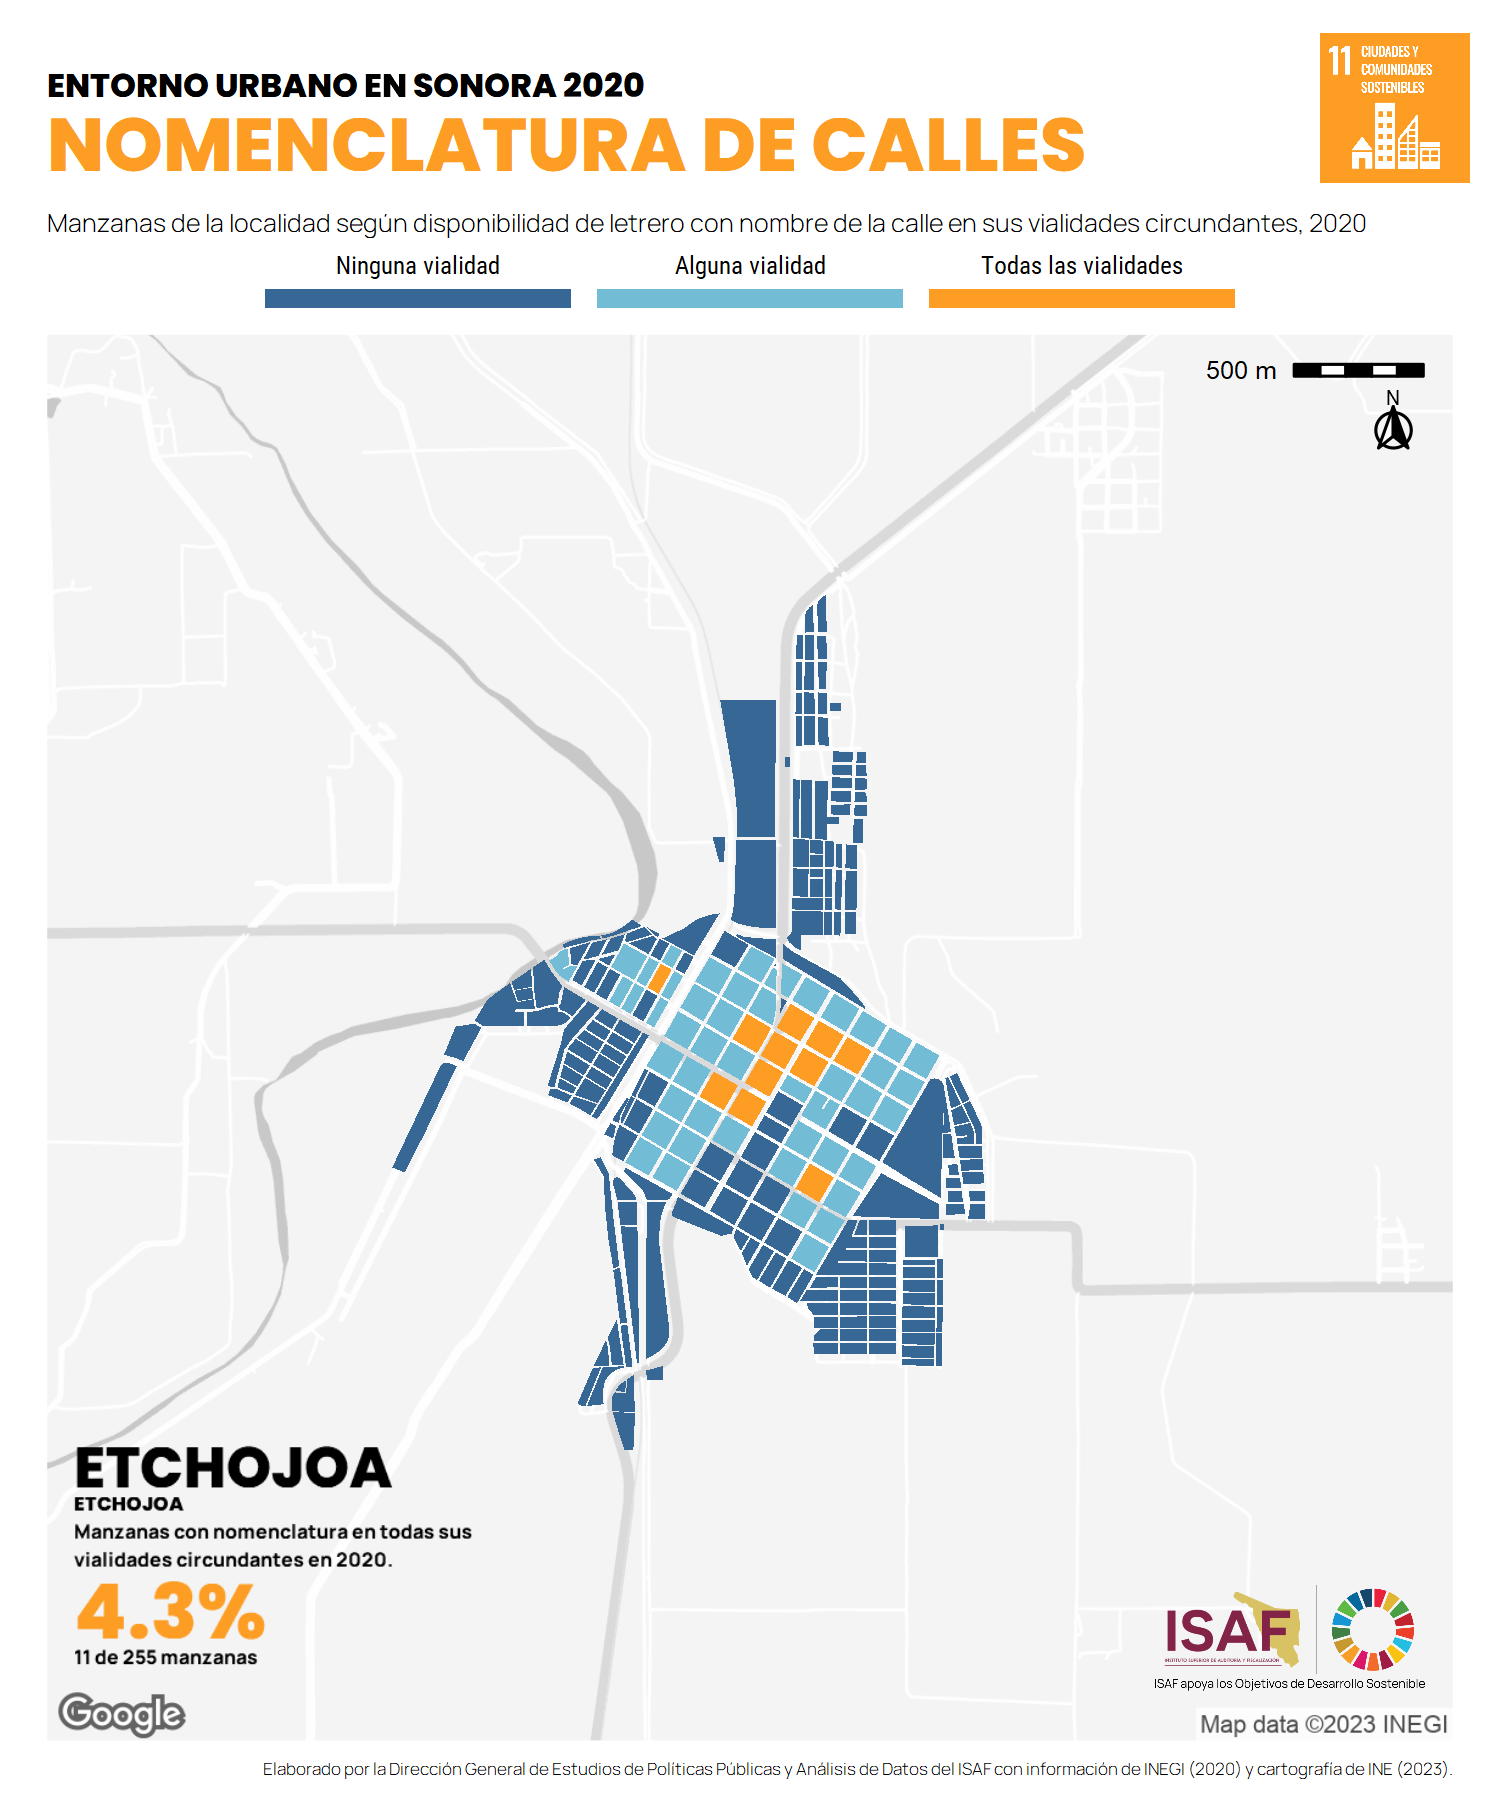 11 CIUDADES Y
COMUNIDADES
SOSTENIBLES
ENTORNO URBANO EN SONORA 2020
NOMENCLATURA DE CALLES
Manzanas de la localidad según disponibilidad de letrero con nombre de la calle en sus vialidades circundantes, 2020
Ninguna vialidad
Alguna vialidad
Todas las vialidades
500 m
N
ETCHOJOA
ETCHOJOA
Manzanas con nomenclatura en todas sus
vialidades circundantes en 2020.
4.3%
11 de 255 manzanas
Google
ISAF
INSTITUTO SUPERIOR DE AUDITORÍA Y FISCALIZACIÓN
ISAF apoya los Objetivos de Desarrollo Sostenible
Map data ©2023 INEGI
Elaborado por la Dirección General de Estudios de Políticas Públicas y Análisis de Datos del ISAF con información de INEGI (2020) y cartografía de INE (2023).